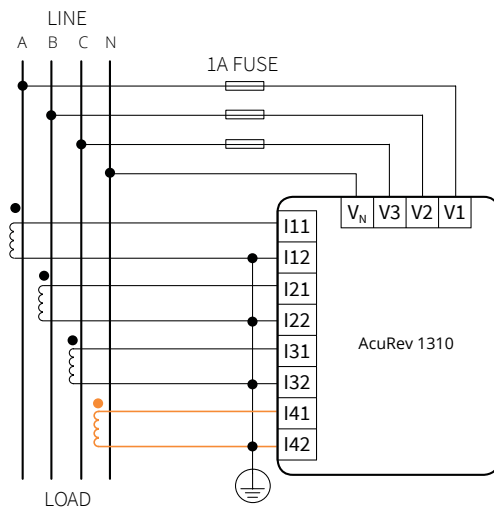 LINE
A B C N
1A FUSE
VN V3 V2 V1
I11
I12
I21
I22
I31
I32
I41
I42
AcuRev 1310
LOAD